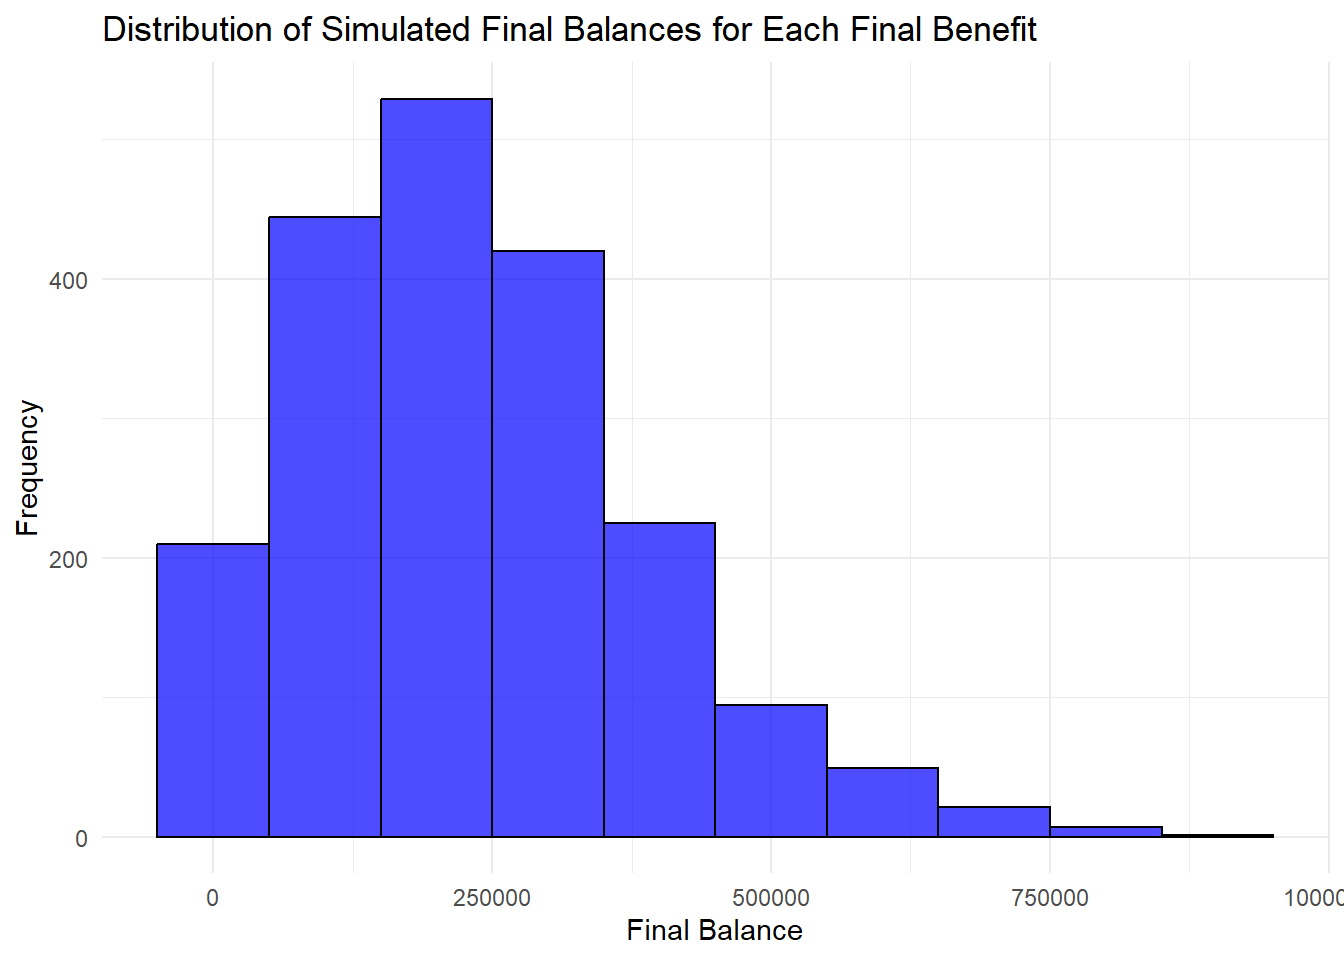 Distribution of Simulated Final Balances for Each Final Benefit
Frequency
400
200
0
0 250000 500000 750000 10000
Final Balance